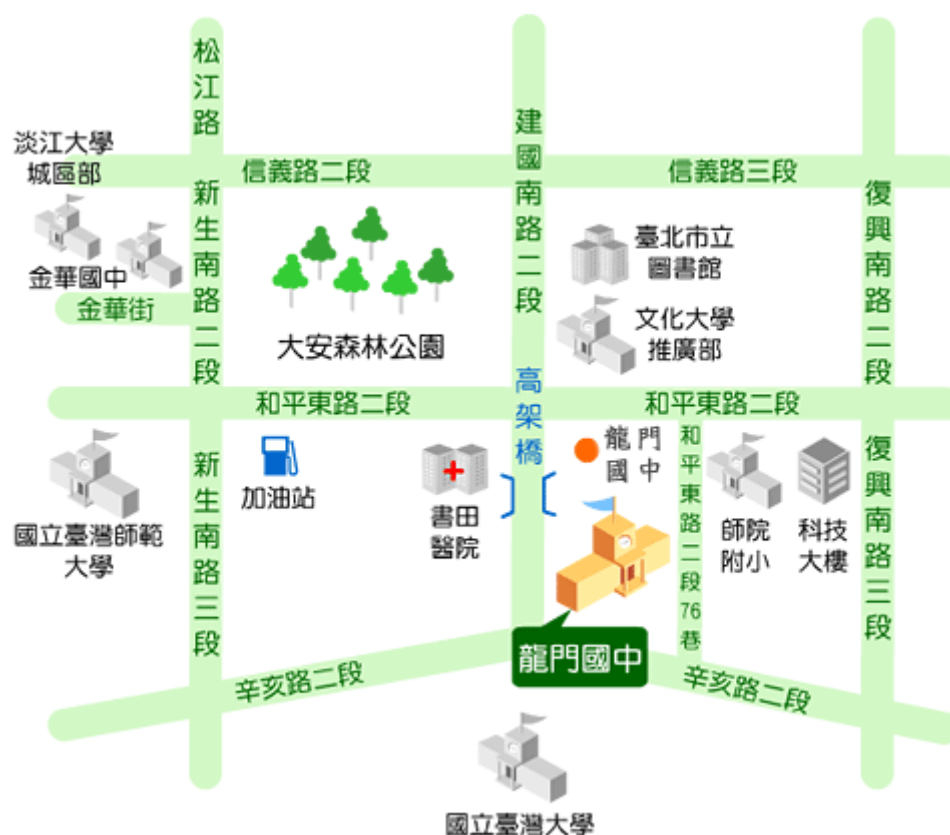 松江路
建國南路二段
淡江大學
城區部
信義路二段
信義路三段
新生南路二段
復興南路二段
臺北市立
圖書館
金華國中
金華街
文化大學
推廣部
大安森林公園
高架橋
和平東路二段
和平東路二段
龍門
國中
和平東路二段76巷
新生南路三段
復興南路三段
加油站
書田
醫院
師院
附小
科技
大樓
國立臺灣師範
大學
龍門國中
辛亥路二段
辛亥路二段
國立臺灣大學